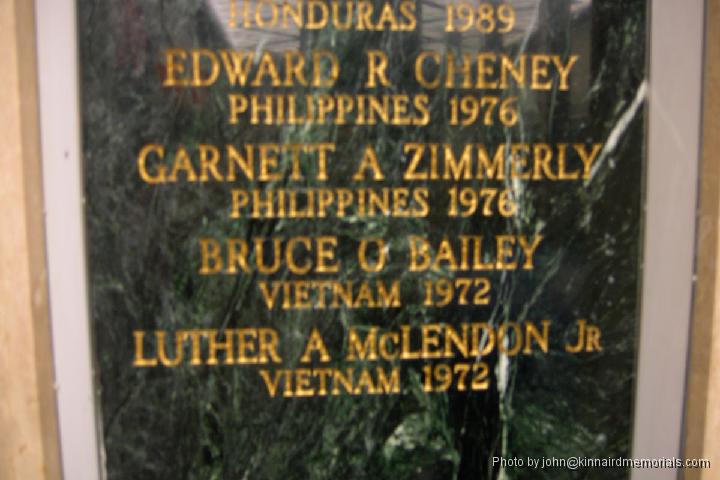 HONDURAS 1989
EDWARD R CHENEY
PHILIPPINES 1976
GARNETT A ZIMMERLY
PHILIPPINES 1976
BRUCE O BAILEY
VIETNAM 1972
LUTHER A McLENDON JR
VIETNAM 1972
Photo by john@kinnairdmemorials.com